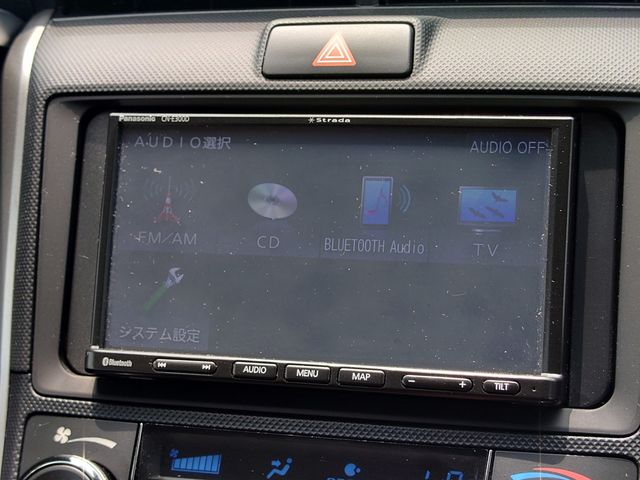 Panasonic CN-E300D
Strada
AUDIO選択
AUDIO OFF
FM/AM
CD
BLUETOOTH Audio
TV
システム設定
Bluetooth
AUDIO
MENU
MAP
− +
TILT